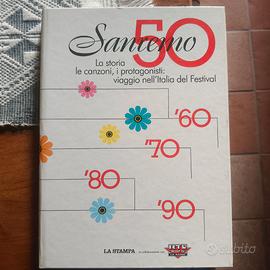 Sanremo 50
La storia
le canzoni, i protagonisti:
viaggio nell'Italia del Festival
'60
'70
'80
'90
LA STAMPA
subito